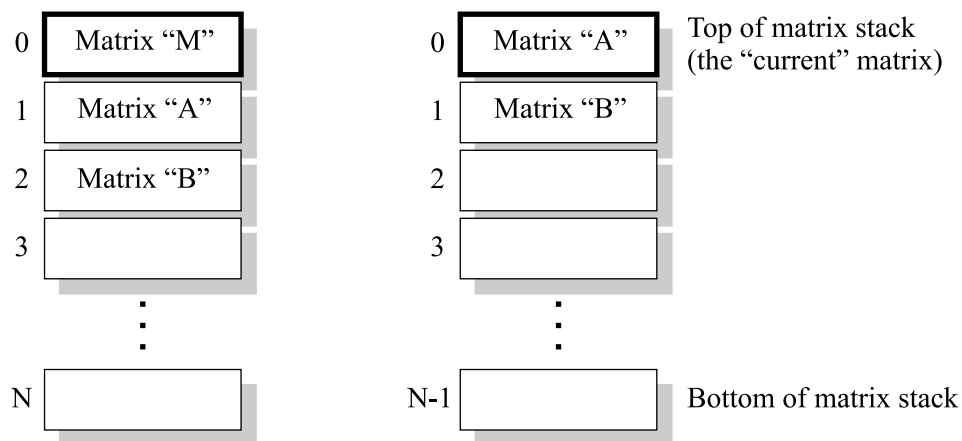 0 Matrix “M” 0 Matrix “A” Top of matrix stack
(the “current” matrix)
1 Matrix “A” 1 Matrix “B”
2 Matrix “B” 2
3 3
N N-1 Bottom of matrix stack